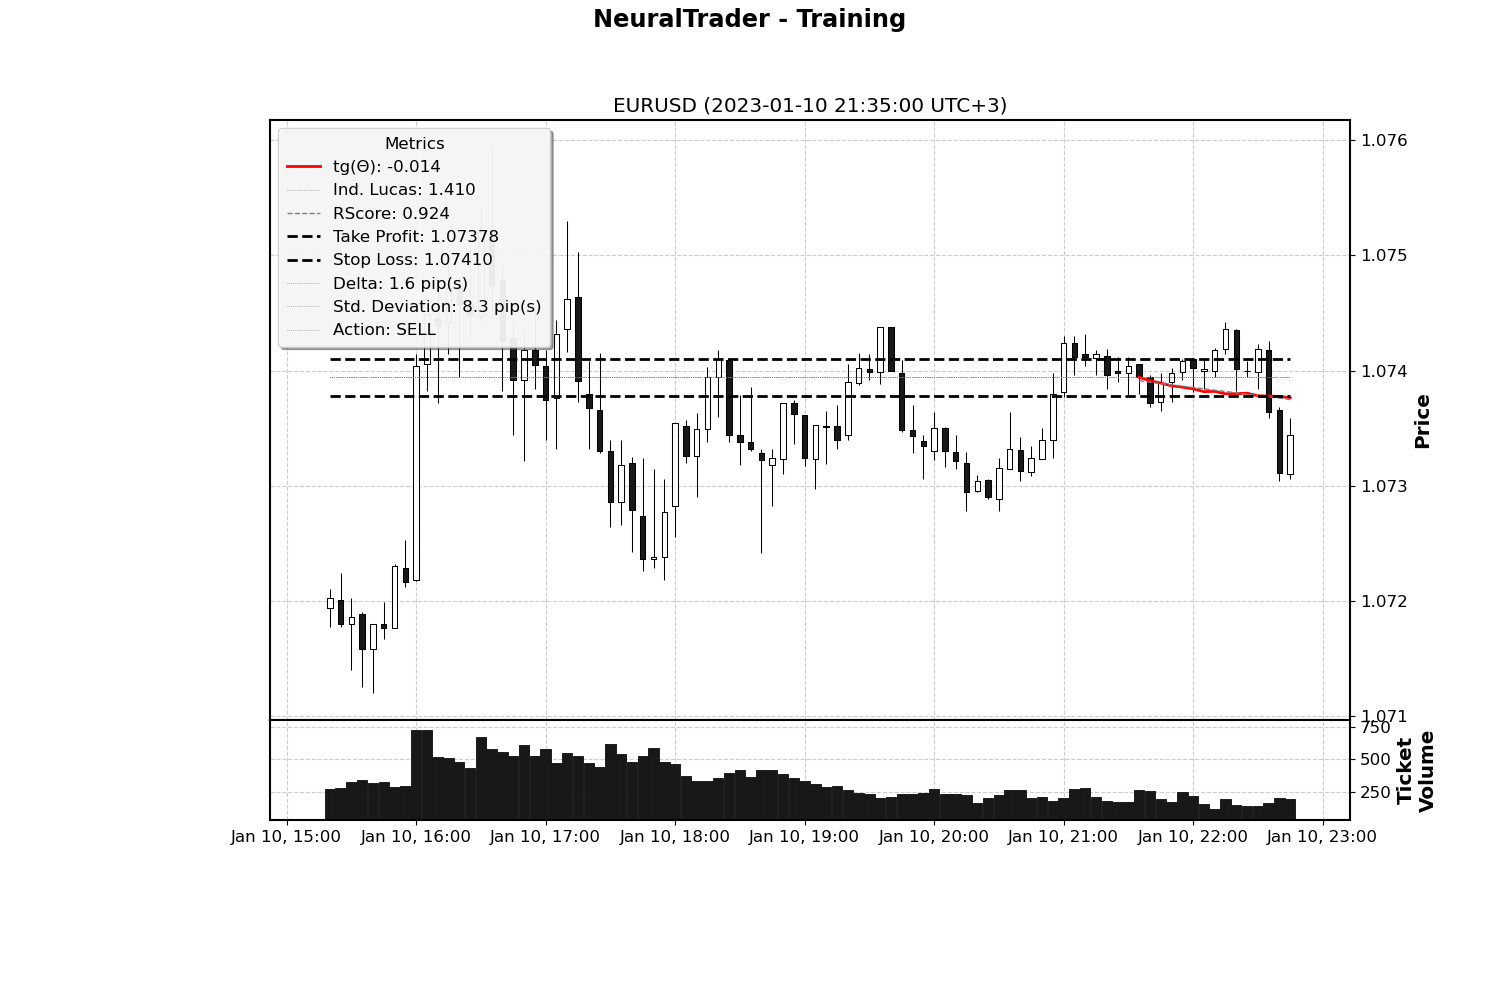 NeuralTrader - Training
EURUSD (2023-01-10 21:35:00 UTC+3)
Metrics
tg(Θ): -0.014
Ind. Lucas: 1.410
RScore: 0.924
Take Profit: 1.07378
Stop Loss: 1.07410
Delta: 1.6 pip(s)
Std. Deviation: 8.3 pip(s)
Action: SELL
1.076
1.075
1.074
1.073
1.072
1.071
Price
750
500
250
Ticket
Volume
Jan 10, 15:00
Jan 10, 16:00
Jan 10, 17:00
Jan 10, 18:00
Jan 10, 19:00
Jan 10, 20:00
Jan 10, 21:00
Jan 10, 22:00
Jan 10, 23:00